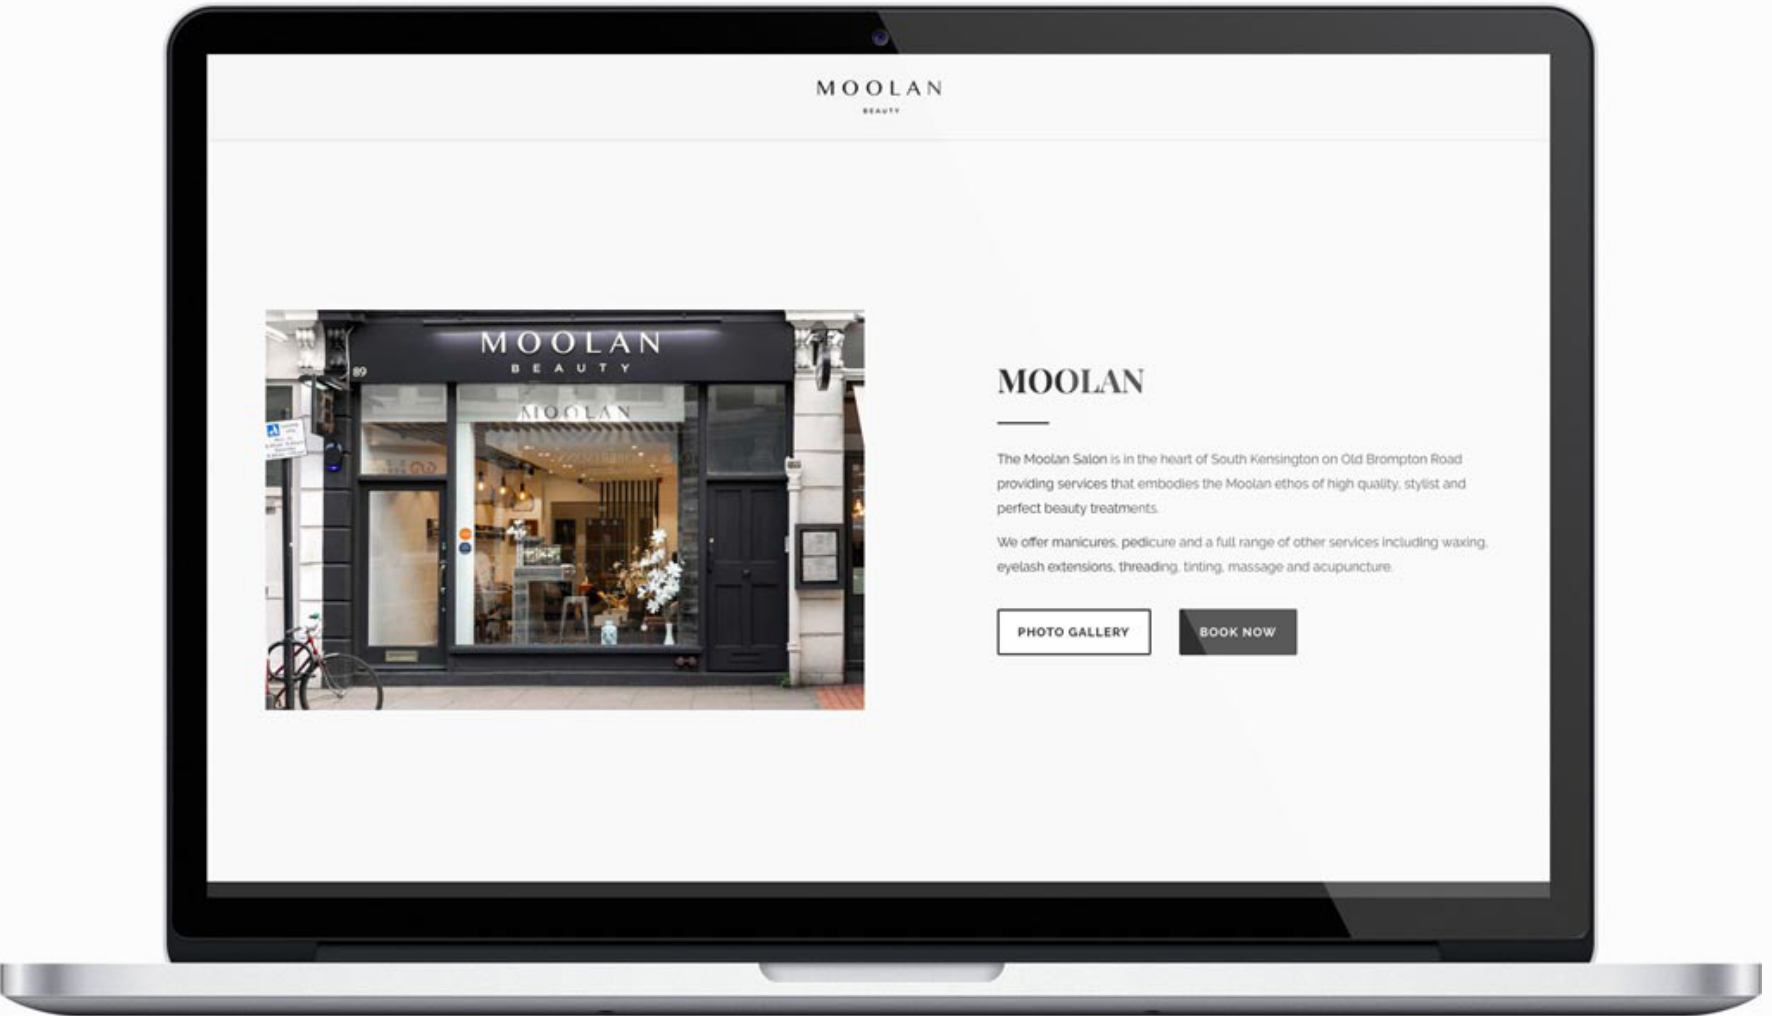 MOOLAN
BEAUTY
MOOLAN
BEAUTY
89
MOOLAN
MOOLAN
The Moolan Salon is in the heart of South Kensington on Old Brompton Road
providing services that embodies the Moolan ethos of high quality, stylist and
perfect beauty treatments.
We offer manicures, pedicure and a full range of other services including waxing,
eyelash extensions, threading, tinting, massage and acupuncture.
PHOTO GALLERY
BOOK NOW